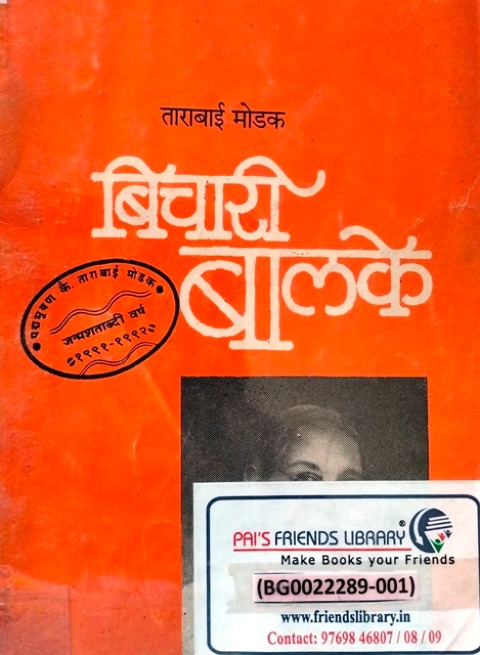 ताराबाई मोडक
बिचारी
बालके
पद्मभूषण कै. ताराबाई मोडक
जन्मशताब्दी वर्ष
१९९१-१९९२
PAI'S FRIENDS LIBRARY®
Make Books your Friends
(BG0022289-001)
www.friendslibrary.in
Contact: 97698 46807 / 08 / 09